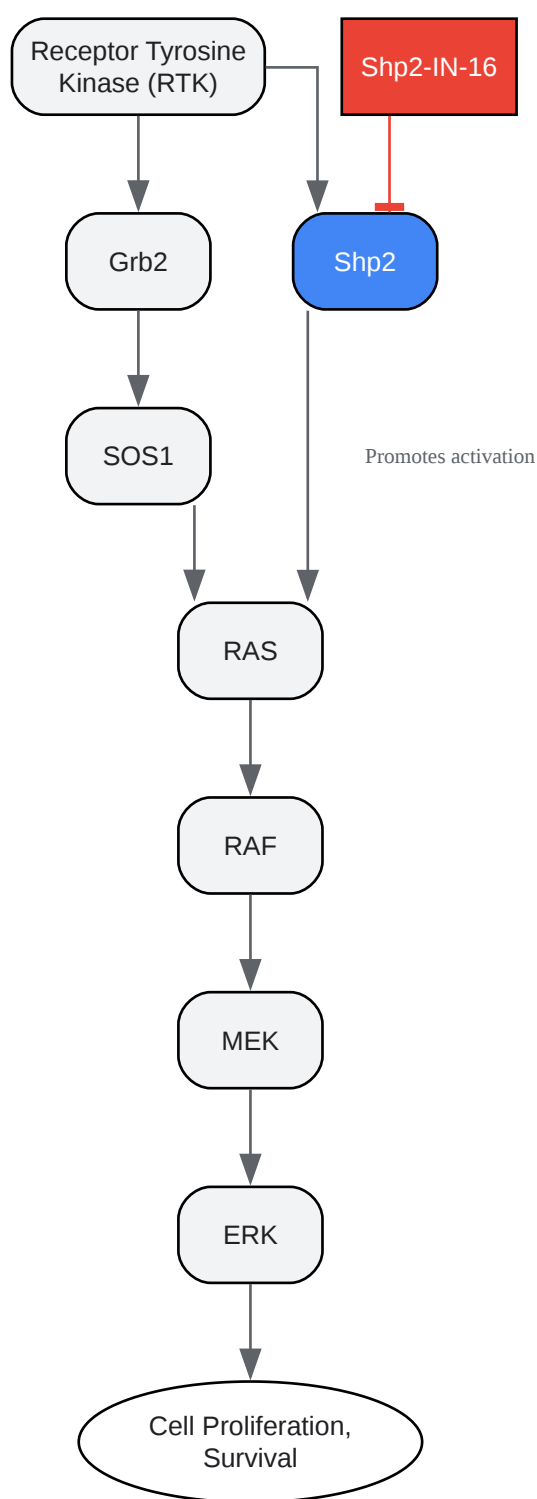 Receptor Tyrosine
Kinase (RTK)
Shp2-IN-16
Grb2
Shp2
SOS1
Promotes activation
RAS
RAF
MEK
ERK
Cell Proliferation,
Survival